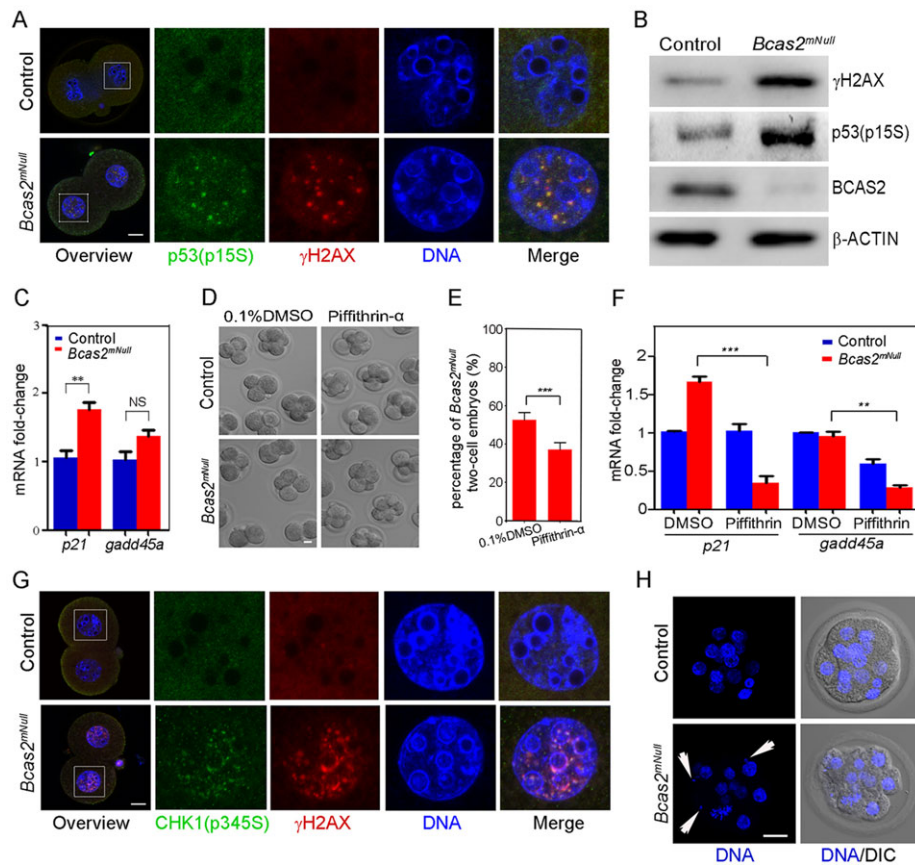 A
Control
Bcas2mNull
Overview
p53(p15S)
γH2AX
DNA
Merge
B
Control
Bcas2mNull
γH2AX
p53(p15S)
BCAS2
β-ACTIN
C
mRNA fold-change
3
2
1
0
Control
Bcas2mNull
**
NS
p21
gadd45a
D
0.1%DMSO
Piffithrin-α
Control
Bcas2mNull
E
percentage of Bcas2mNull
two-cell embryos (%)
100
80
60
40
20
0
***
0.1%DMSO
Piffithrin-α
F
mRNA fold-change
2
1.5
1
0.5
0
Control
Bcas2mNull
***
**
DMSO
Piffithrin
DMSO
Piffithrin
p21
gadd45a
G
Control
Bcas2mNull
Overview
CHK1(p345S)
γH2AX
DNA
Merge
H
Control
Bcas2mNull
DNA
DNA/DIC